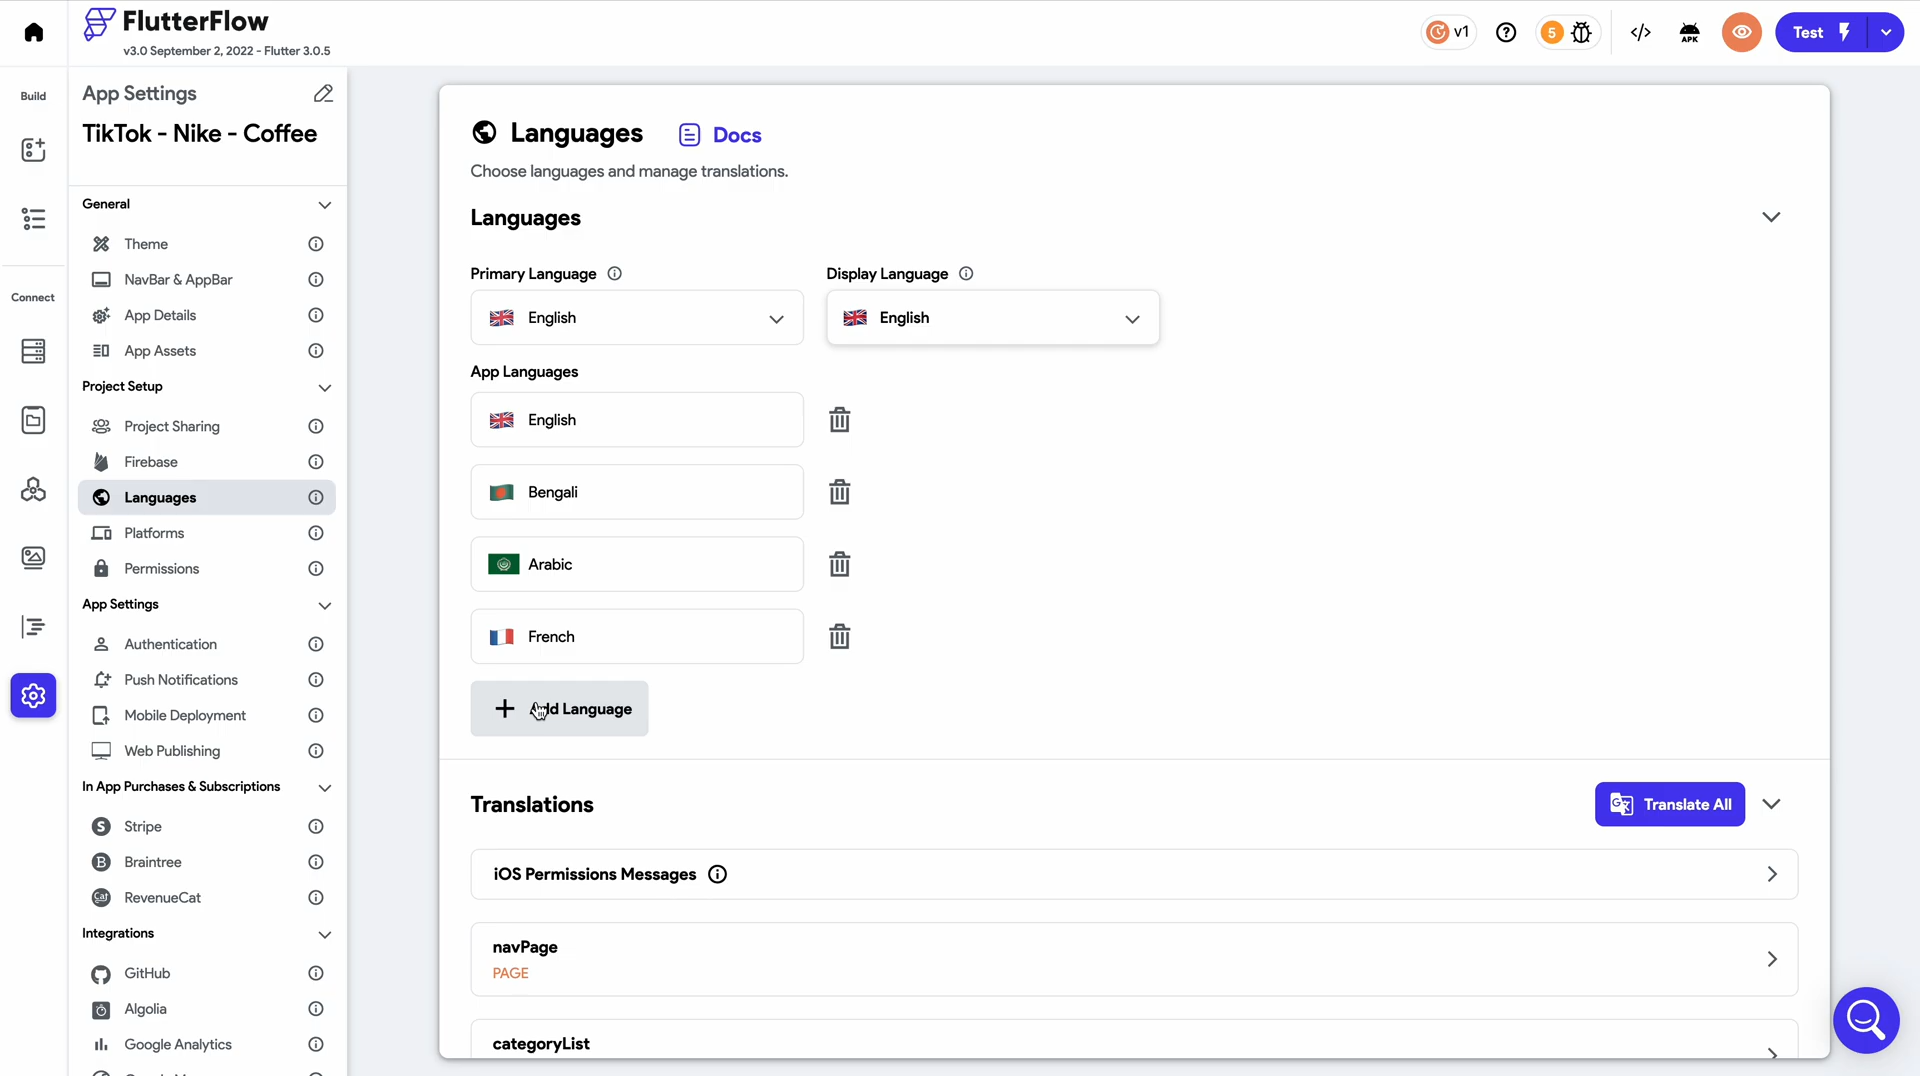 FlutterFlow
v3.0 September 2, 2022 - Flutter 3.0.5
v1
5
APK
Test
Build
Connect
App Settings
TikTok - Nike - Coffee
General
Theme
NavBar & AppBar
App Details
App Assets
Project Setup
Project Sharing
Firebase
Languages
Platforms
Permissions
App Settings
Authentication
Push Notifications
Mobile Deployment
Web Publishing
In App Purchases & Subscriptions
Stripe
Braintree
RevenueCat
Integrations
GitHub
Algolia
Google Analytics
Languages
Docs
Choose languages and manage translations.
Languages
Primary Language
Display Language
English
English
App Languages
English
Bengali
Arabic
French
Add Language
Translations
Translate All
iOS Permissions Messages
navPage
PAGE
categoryList